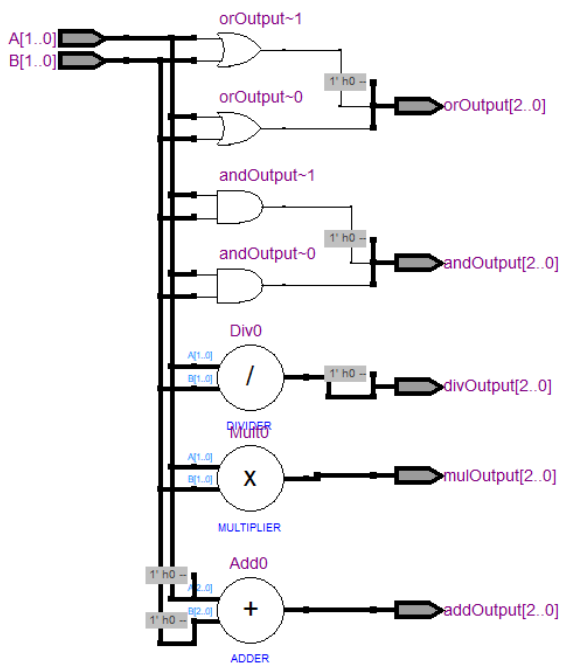 orOutput~1
A[1..0]
B[1..0]
1' h0 --
orOutput[2..0]
orOutput~0
andOutput~1
1' h0 --
andOutput[2..0]
andOutput~0
Div0
A[1..0]
B[1..0]
/
1' h0 --
divOutput[2..0]
DIVIDER
Mult0
A[1..0]
B[1..0]
x
mulOutput[2..0]
MULTIPLIER
Add0
1' h0 --
A[2..0]
B[2..0]
1' h0 --
+
addOutput[2..0]
ADDER